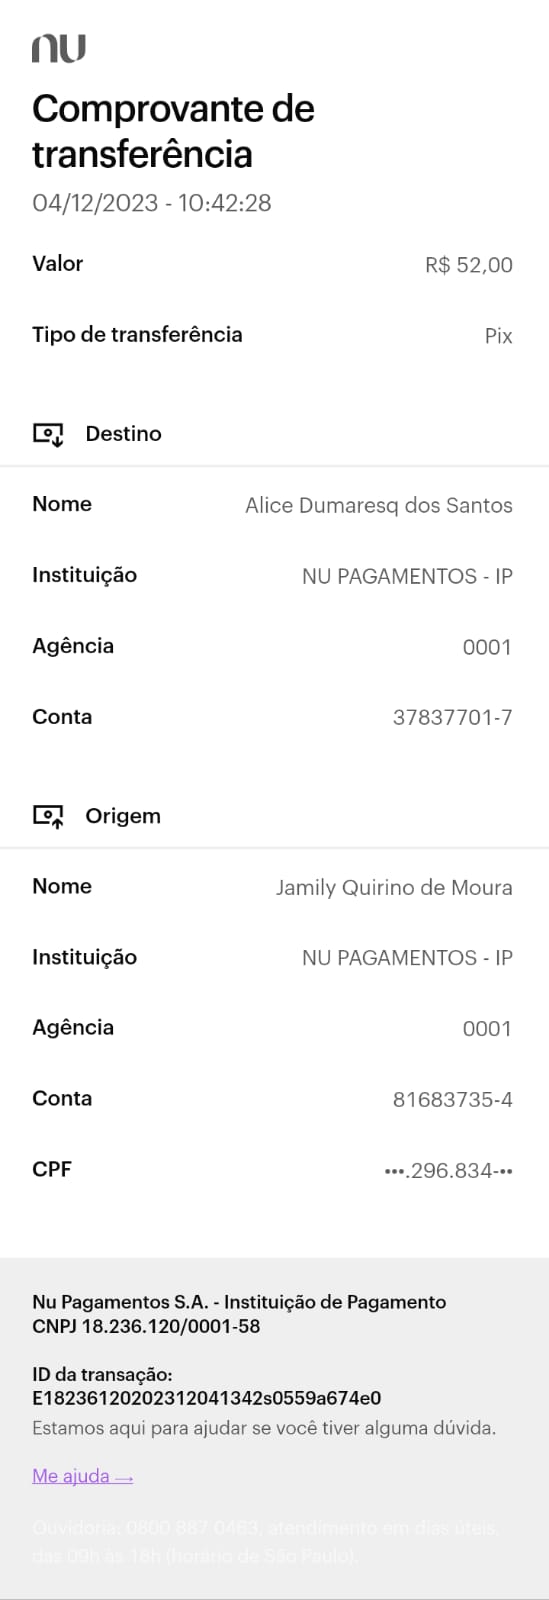 nu
Comprovante de
transferência
04/12/2023 - 10:42:28
Valor R$ 52,00
Tipo de transferência Pix
Destino
Nome Alice Dumaresq dos Santos
Instituição NU PAGAMENTOS - IP
Agência 0001
Conta 37837701-7
Origem
Nome Jamily Quirino de Moura
Instituição NU PAGAMENTOS - IP
Agência 0001
Conta 81683735-4
CPF •••.296.834-••
Nu Pagamentos S.A. - Instituição de Pagamento
CNPJ 18.236.120/0001-58
ID da transação:
E18236120202312041342s0559a674e0
Estamos aqui para ajudar se você tiver alguma dúvida.
Me ajuda →
Ouvidoria: 0800 887 0463, atendimento em dias úteis,
das 09h às 18h (horário de São Paulo).